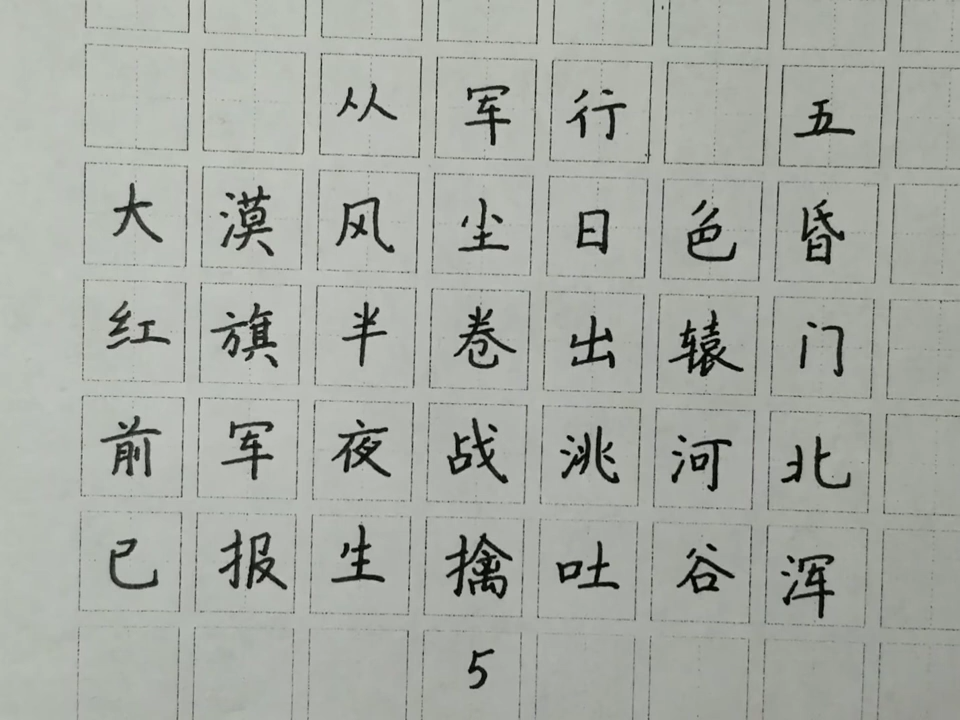 从军行 五
大漠风尘日色昏
红旗半卷出辕门
前军夜战洮河北
已报生擒吐谷浑
5